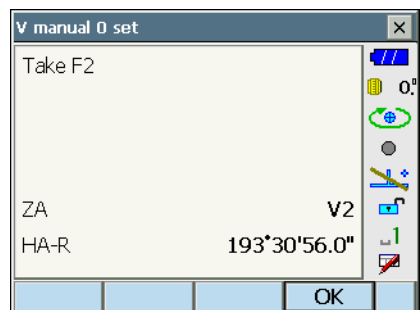 V manual 0 set
Take F2
0."
ZA V2
HA-R 193°30'56.0"
1
OK